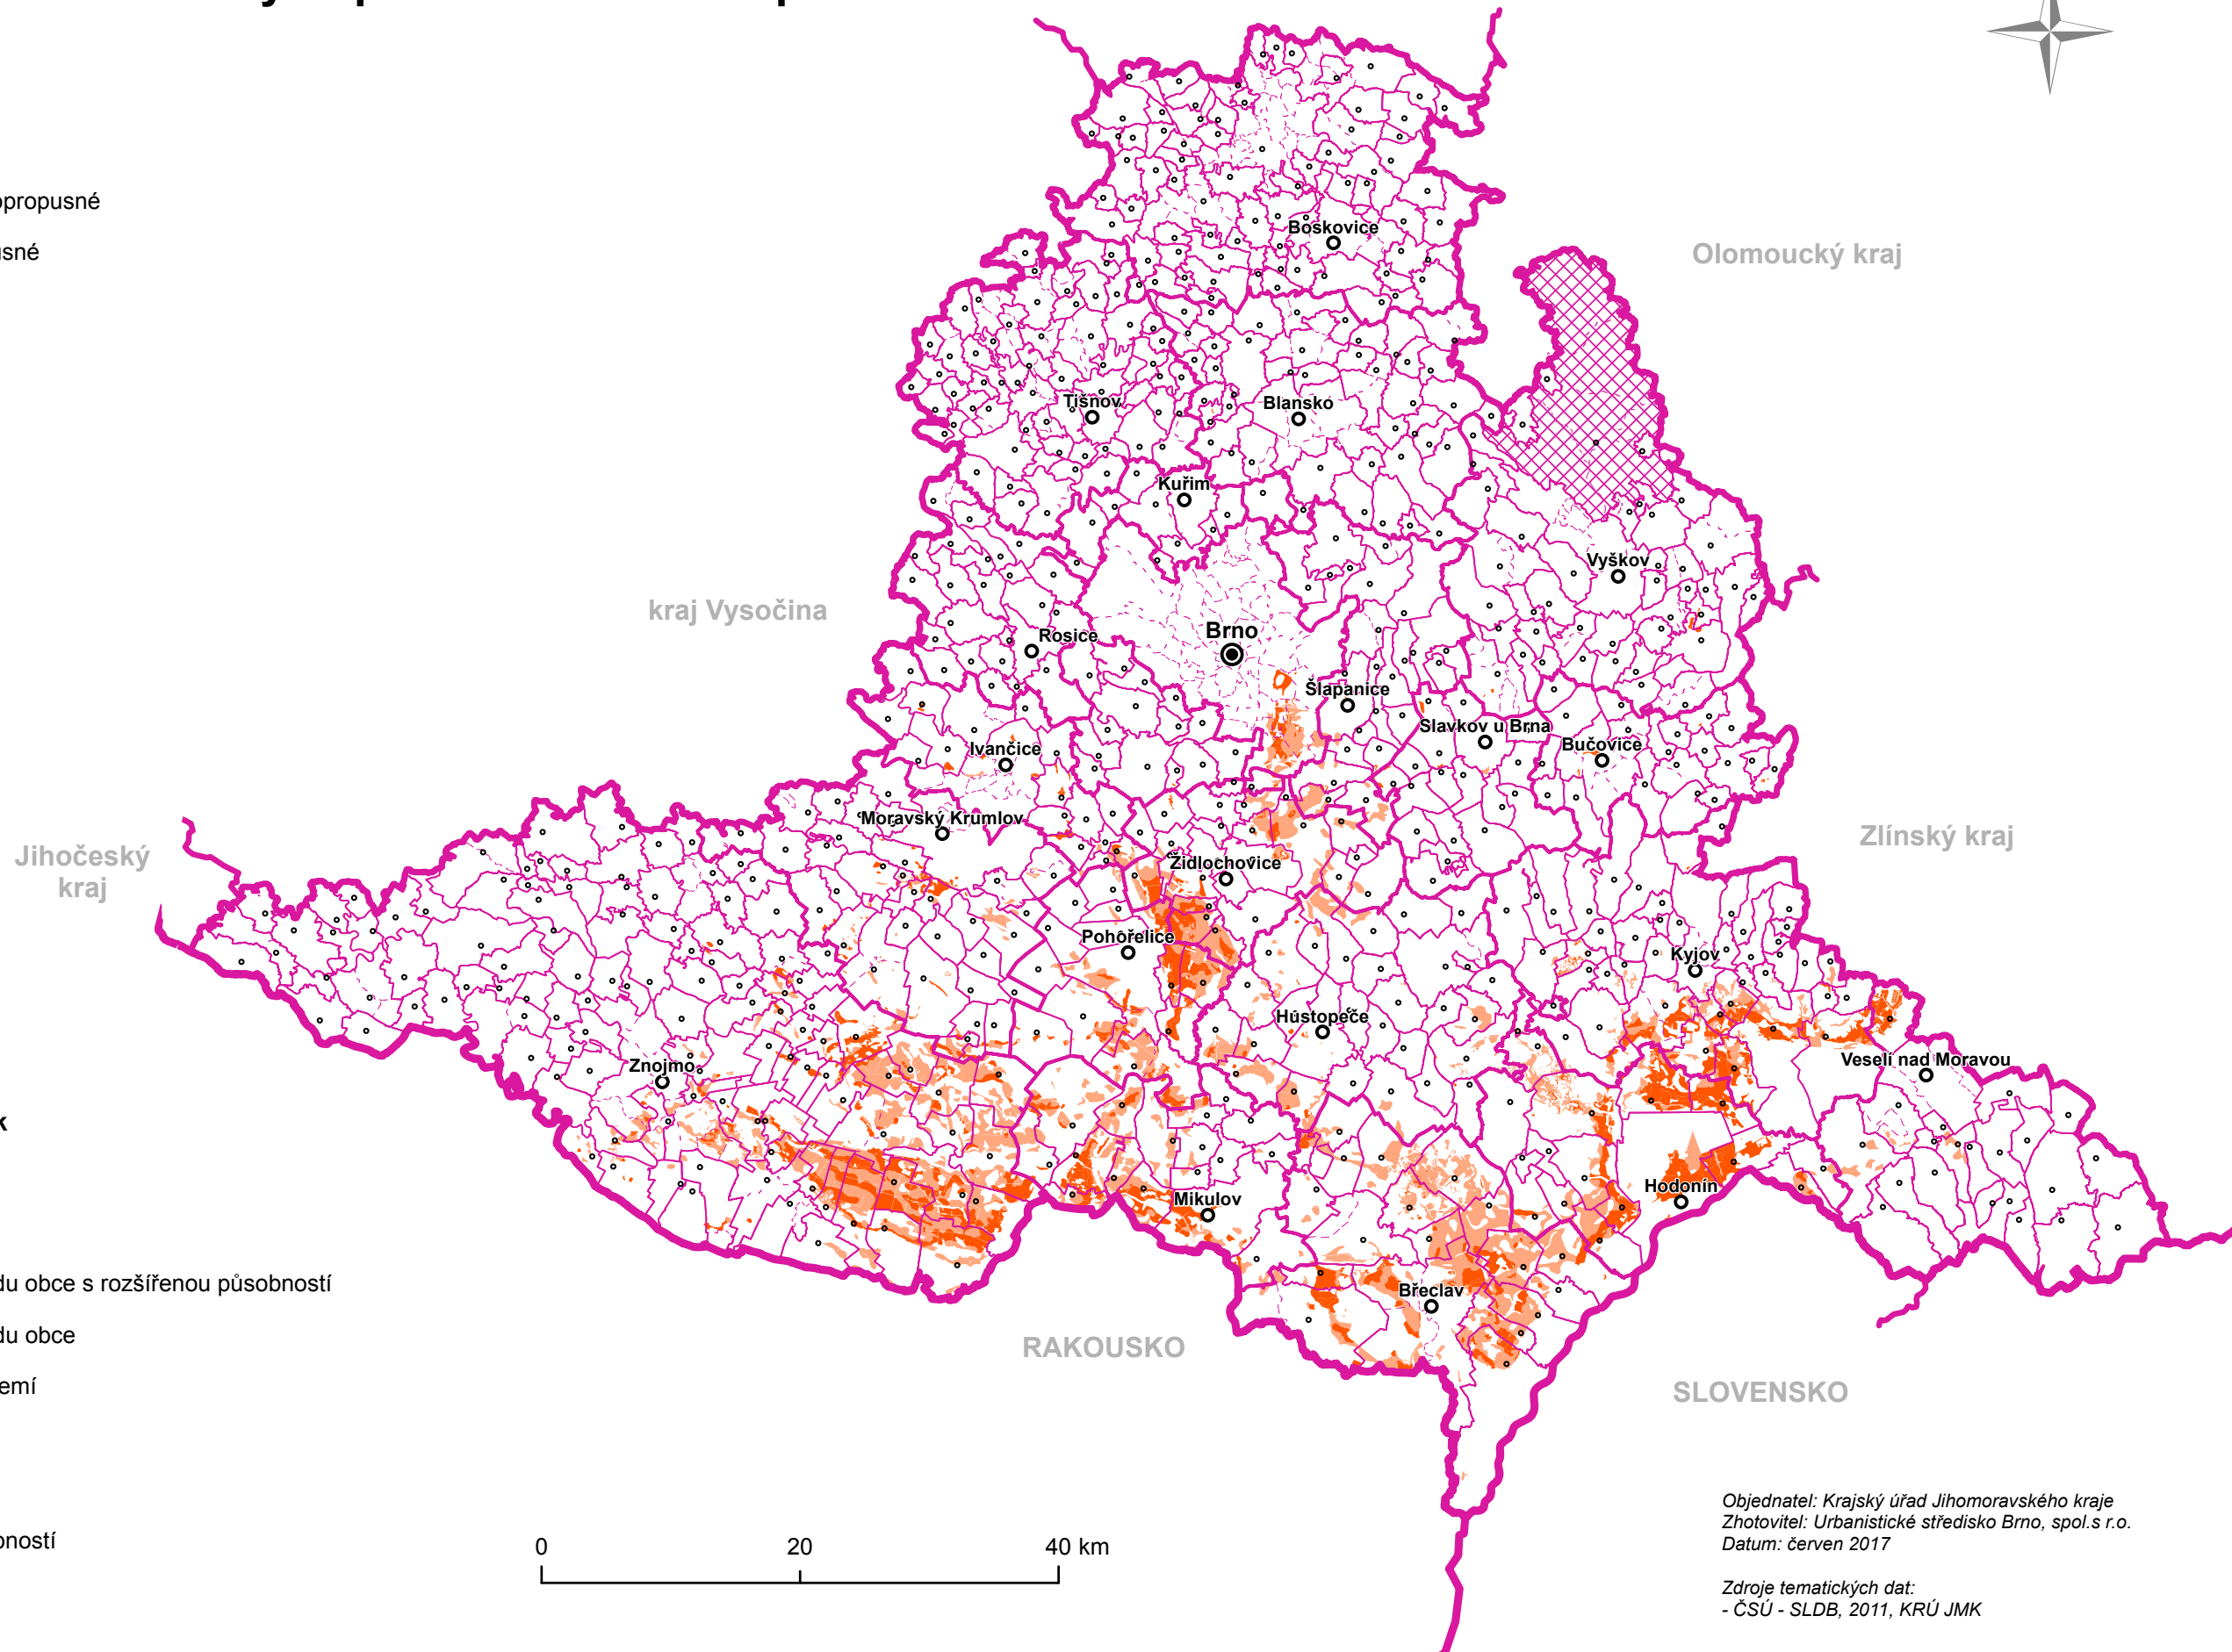 opropusné
usné
Boskovice
Olomoucký kraj
Tišnov
Blansko
Kuřim
Vyškov
kraj Vysočina
Brno
Rosice
Šlapanice
Slavkov u Brna
Bučovice
Ivančice
Moravský Krumlov
Zlínský kraj
Jihočeský
kraj
Židlochovice
Pohořelice
Kyjov
Hustopeče
Veselí nad Moravou
Znojmo
k
Hodonín
Mikulov
du obce s rozšířenou působností
Břeclav
du obce
RAKOUSKO
emí
SLOVENSKO
Objednatel: Krajský úřad Jihomoravského kraje
Zhotovitel: Urbanistické středisko Brno, spol.s r.o.
Datum: červen 2017
obností
0 20 40 km
Zdroje tematických dat:
- ČSÚ - SLDB, 2011, KRÚ JMK